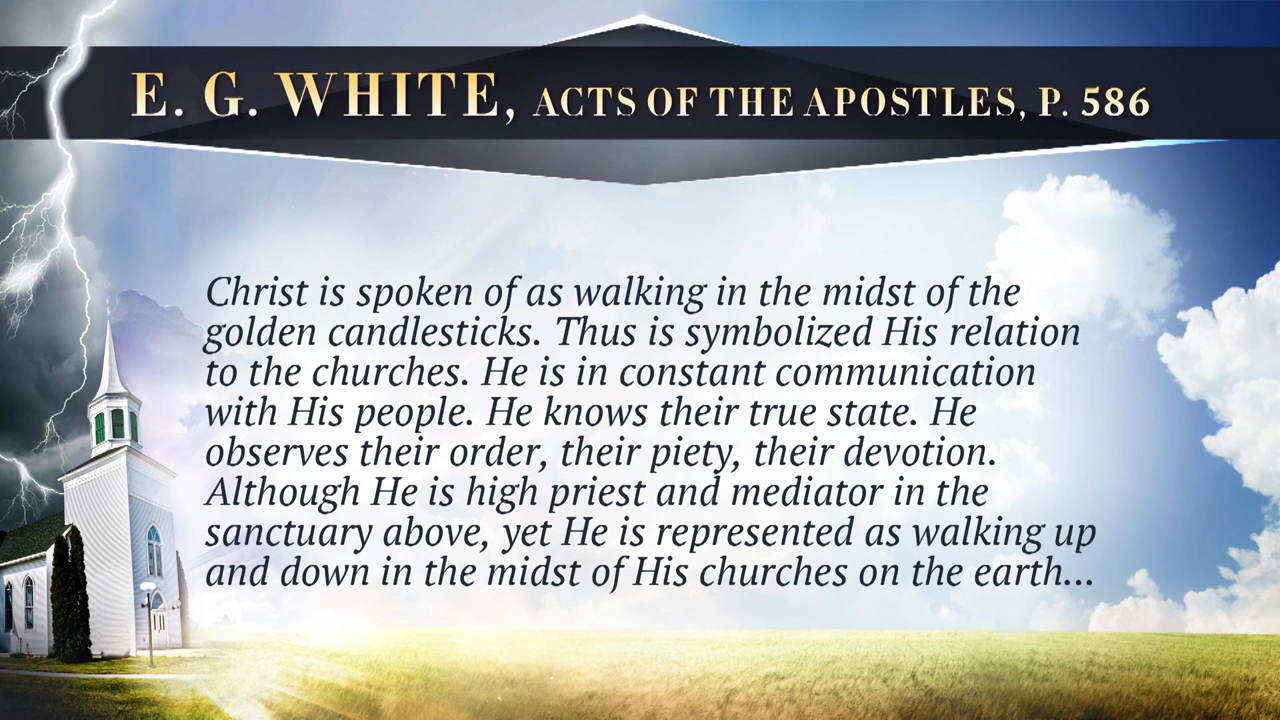 E. G. WHITE, ACTS OF THE APOSTLES, P. 586
Christ is spoken of as walking in the midst of the
golden candlesticks. Thus is symbolized His relation
to the churches. He is in constant communication
with His people. He knows their true state. He
observes their order, their piety, their devotion.
Although He is high priest and mediator in the
sanctuary above, yet He is represented as walking up
and down in the midst of His churches on the earth...